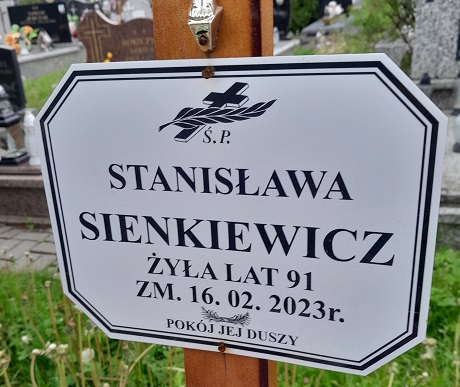 Ś.P.
STANISŁAWA
SIENKIEWICZ
ŻYŁA LAT 91
ZM. 16. 02. 2023r.
POKÓJ JEJ DUSZY